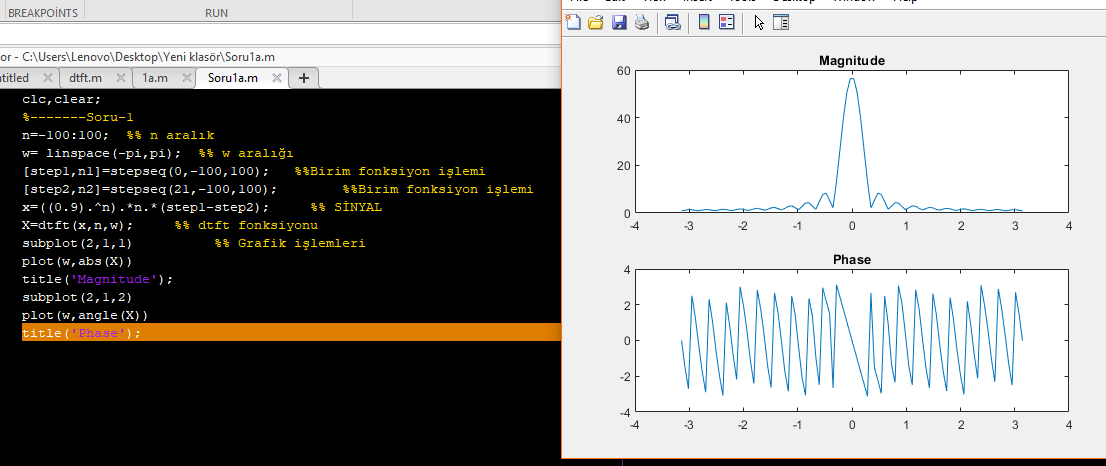 BREAKPOINTS
RUN
or - C:\Users\Lenovo\Desktop\Yeni klasör\Soru1a.m
ntitled
dtft.m
1a.m
Soru1a.m
clc,clear;
%-------Soru-1
n=-100:100;  %% n aralık
w= linspace(-pi,pi);  %% w aralığı
[step1,n1]=stepseq(0,-100,100);   %%Birim fonksiyon işlemi
[step2,n2]=stepseq(21,-100,100);        %%Birim fonksiyon işlemi
x=((0.9).^n).*n.*(step1-step2);     %% SİNYAL
X=dtft(x,n,w);     %% dtft fonksiyonu
subplot(2,1,1)          %% Grafik işlemleri
plot(w,abs(X))
title('Magnitude');
subplot(2,1,2)
plot(w,angle(X))
title('Phase');
Magnitude
60
40
20
0
-4 -3 -2 -1 0 1 2 3 4
Phase
4
2
0
-2
-4
-4 -3 -2 -1 0 1 2 3 4